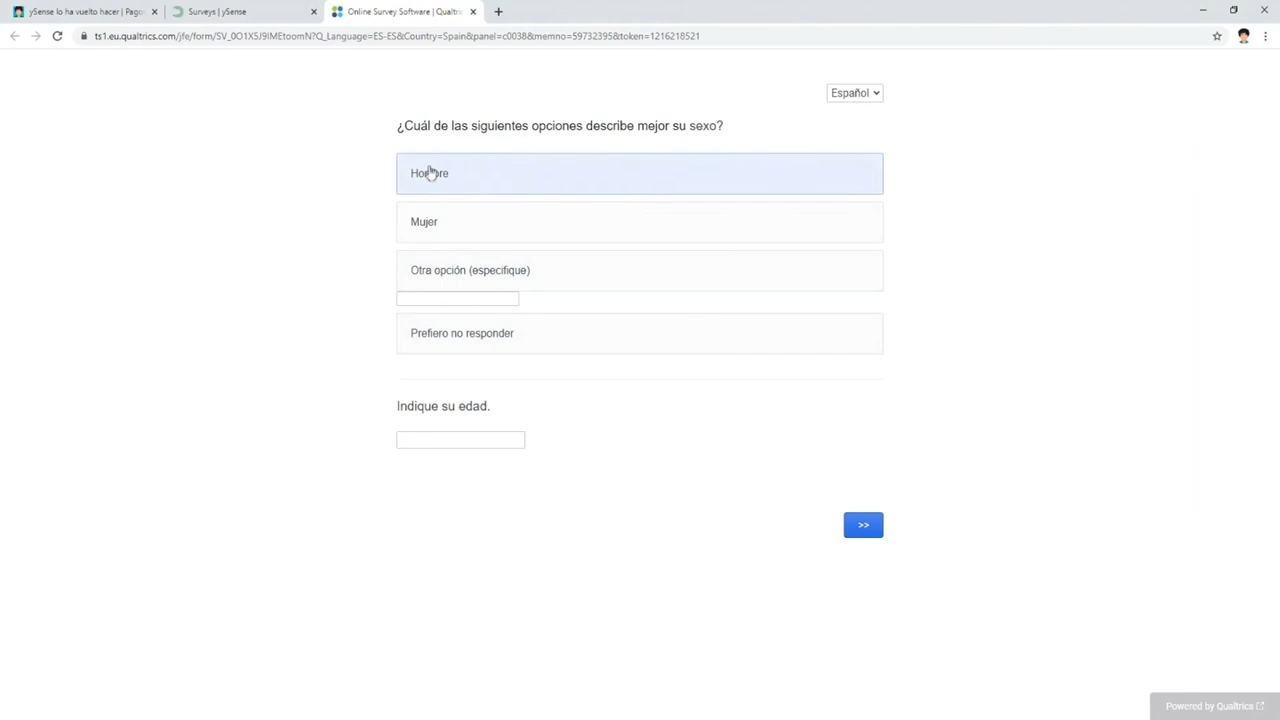 ySense lo ha vuelto hacer | Pago
Surveys | ySense
Online Survey Software | Qualtric
ts1.eu.qualtrics.com/jfe/form/SV_0O1X5J9IMEtoomN?Q_Language=ES-ES&Country=Spain&panel=c0038&memno=59732395&token=1216218521
Español
¿Cuál de las siguientes opciones describe mejor su sexo?
Hombre
Mujer
Otra opción (especifique)
Prefiero no responder
Indique su edad.
>>
Powered by Qualtrics